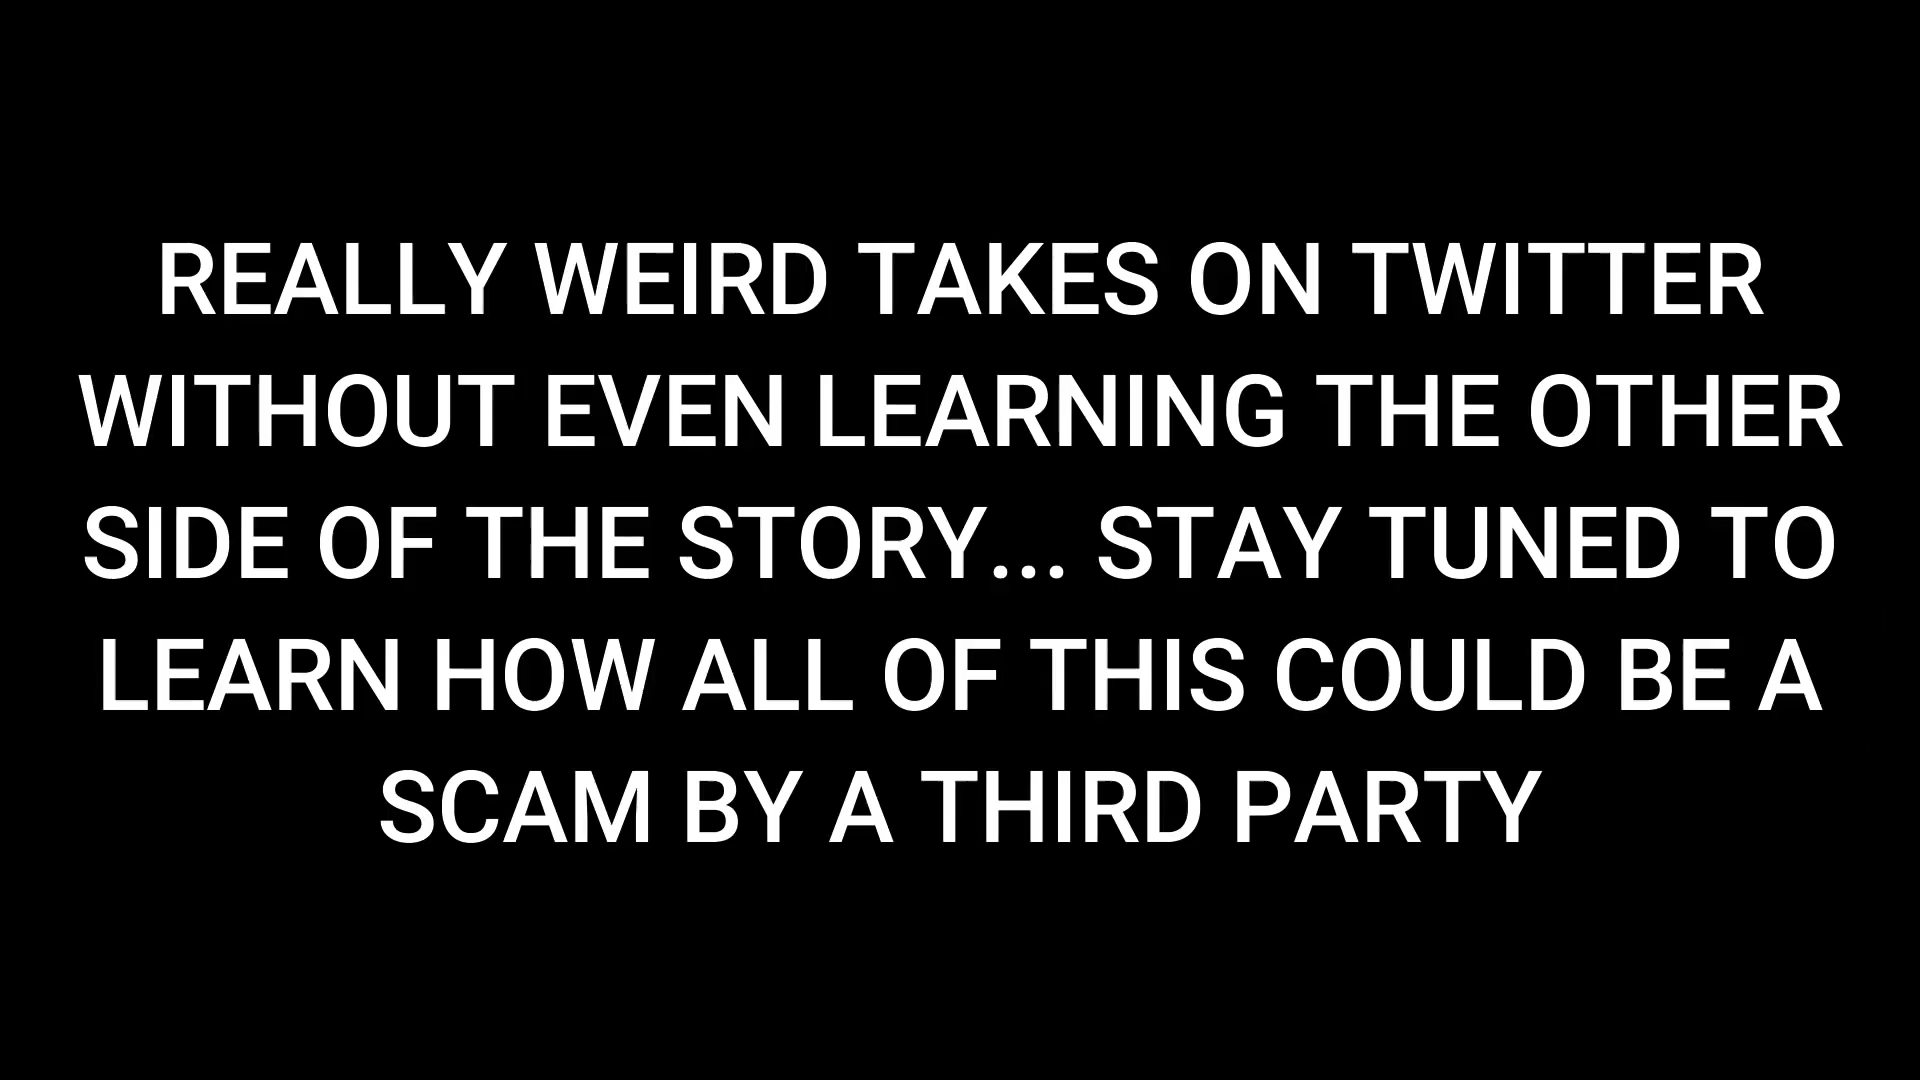 REALLY WEIRD TAKES ON TWITTER
WITHOUT EVEN LEARNING THE OTHER
SIDE OF THE STORY... STAY TUNED TO
LEARN HOW ALL OF THIS COULD BE A
SCAM BY A THIRD PARTY